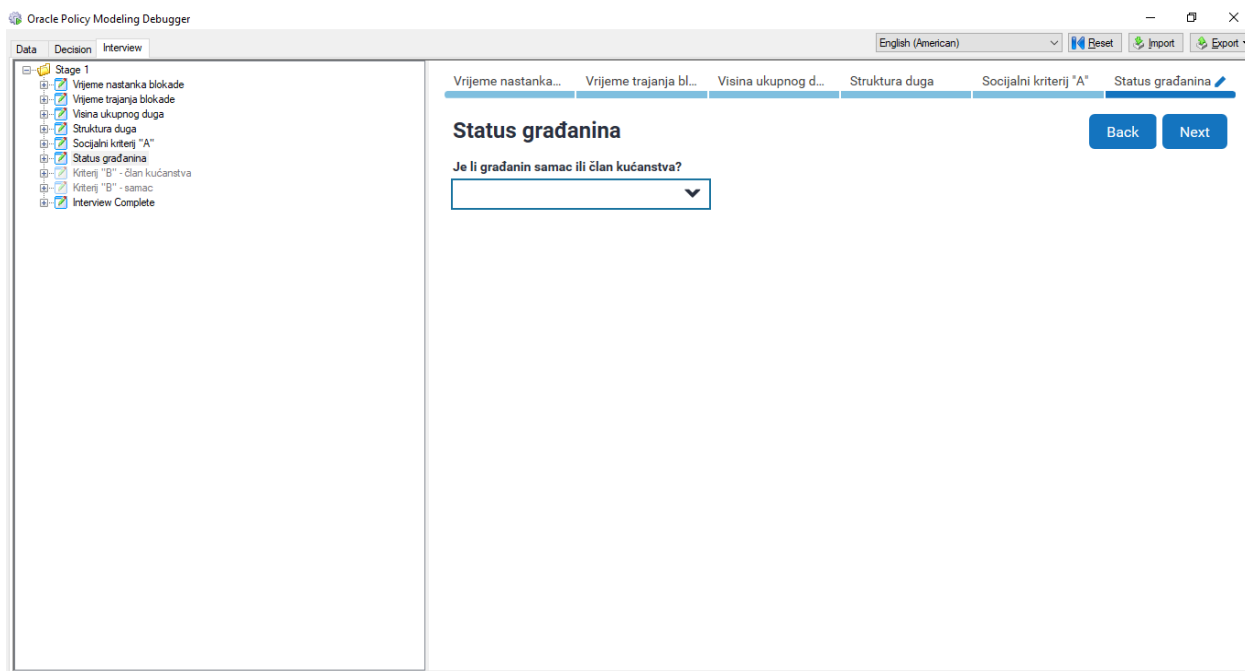 Oracle Policy Modeling Debugger
Data Decision Interview
English (American) Reset Import Export
Stage 1
Vrijeme nastanka blokade
Vrijeme trajanja blokade
Visina ukupnog duga
Struktura duga
Socijalni kriterij "A"
Status građanina
Kriterij "B" - član kućanstva
Kriterij "B" - samac
Interview Complete
Vrijeme nastanka... Vrijeme trajanja bl... Visina ukupnog d... Struktura duga Socijalni kriterij "A" Status građanina
Status građanina
Back Next
Je li građanin samac ili član kućanstva?